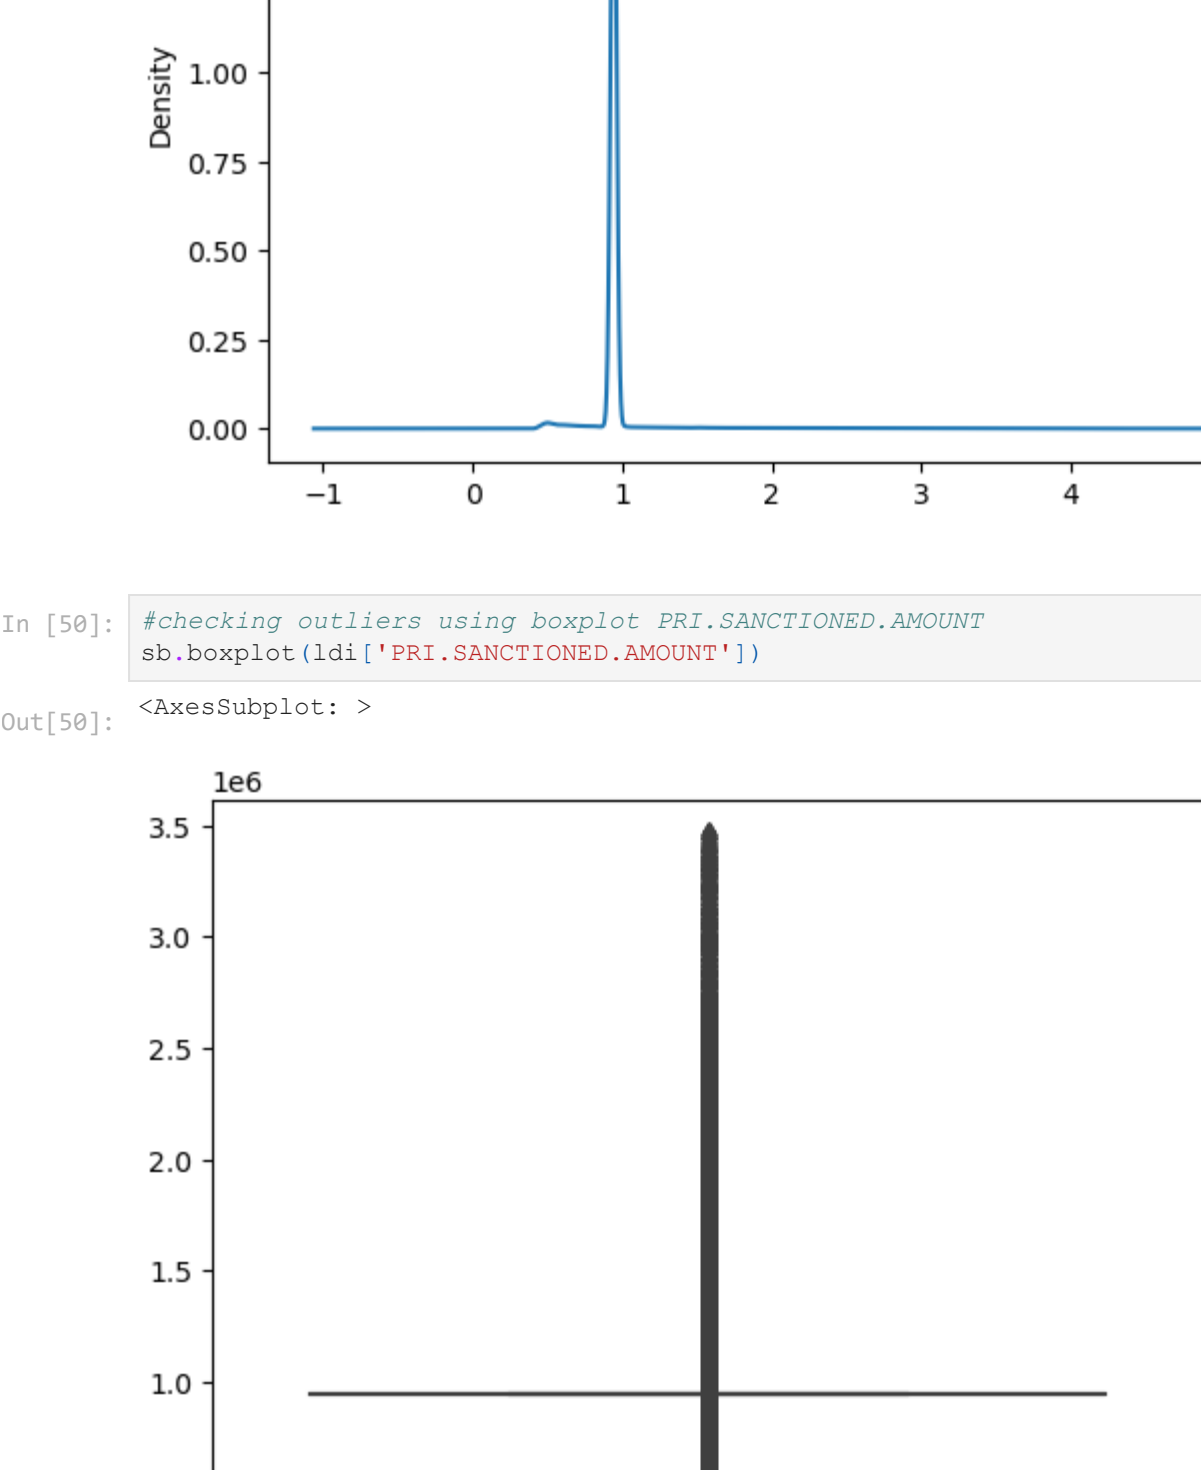 Density
1.00
0.75
0.50
0.25
0.00
−1 0 1 2 3 4
In [50]:
#checking outliers using boxplot PRI.SANCTIONED.AMOUNT
sb.boxplot(ldi['PRI.SANCTIONED.AMOUNT'])
Out[50]:
<AxesSubplot: >
1e6
3.5
3.0
2.5
2.0
1.5
1.0